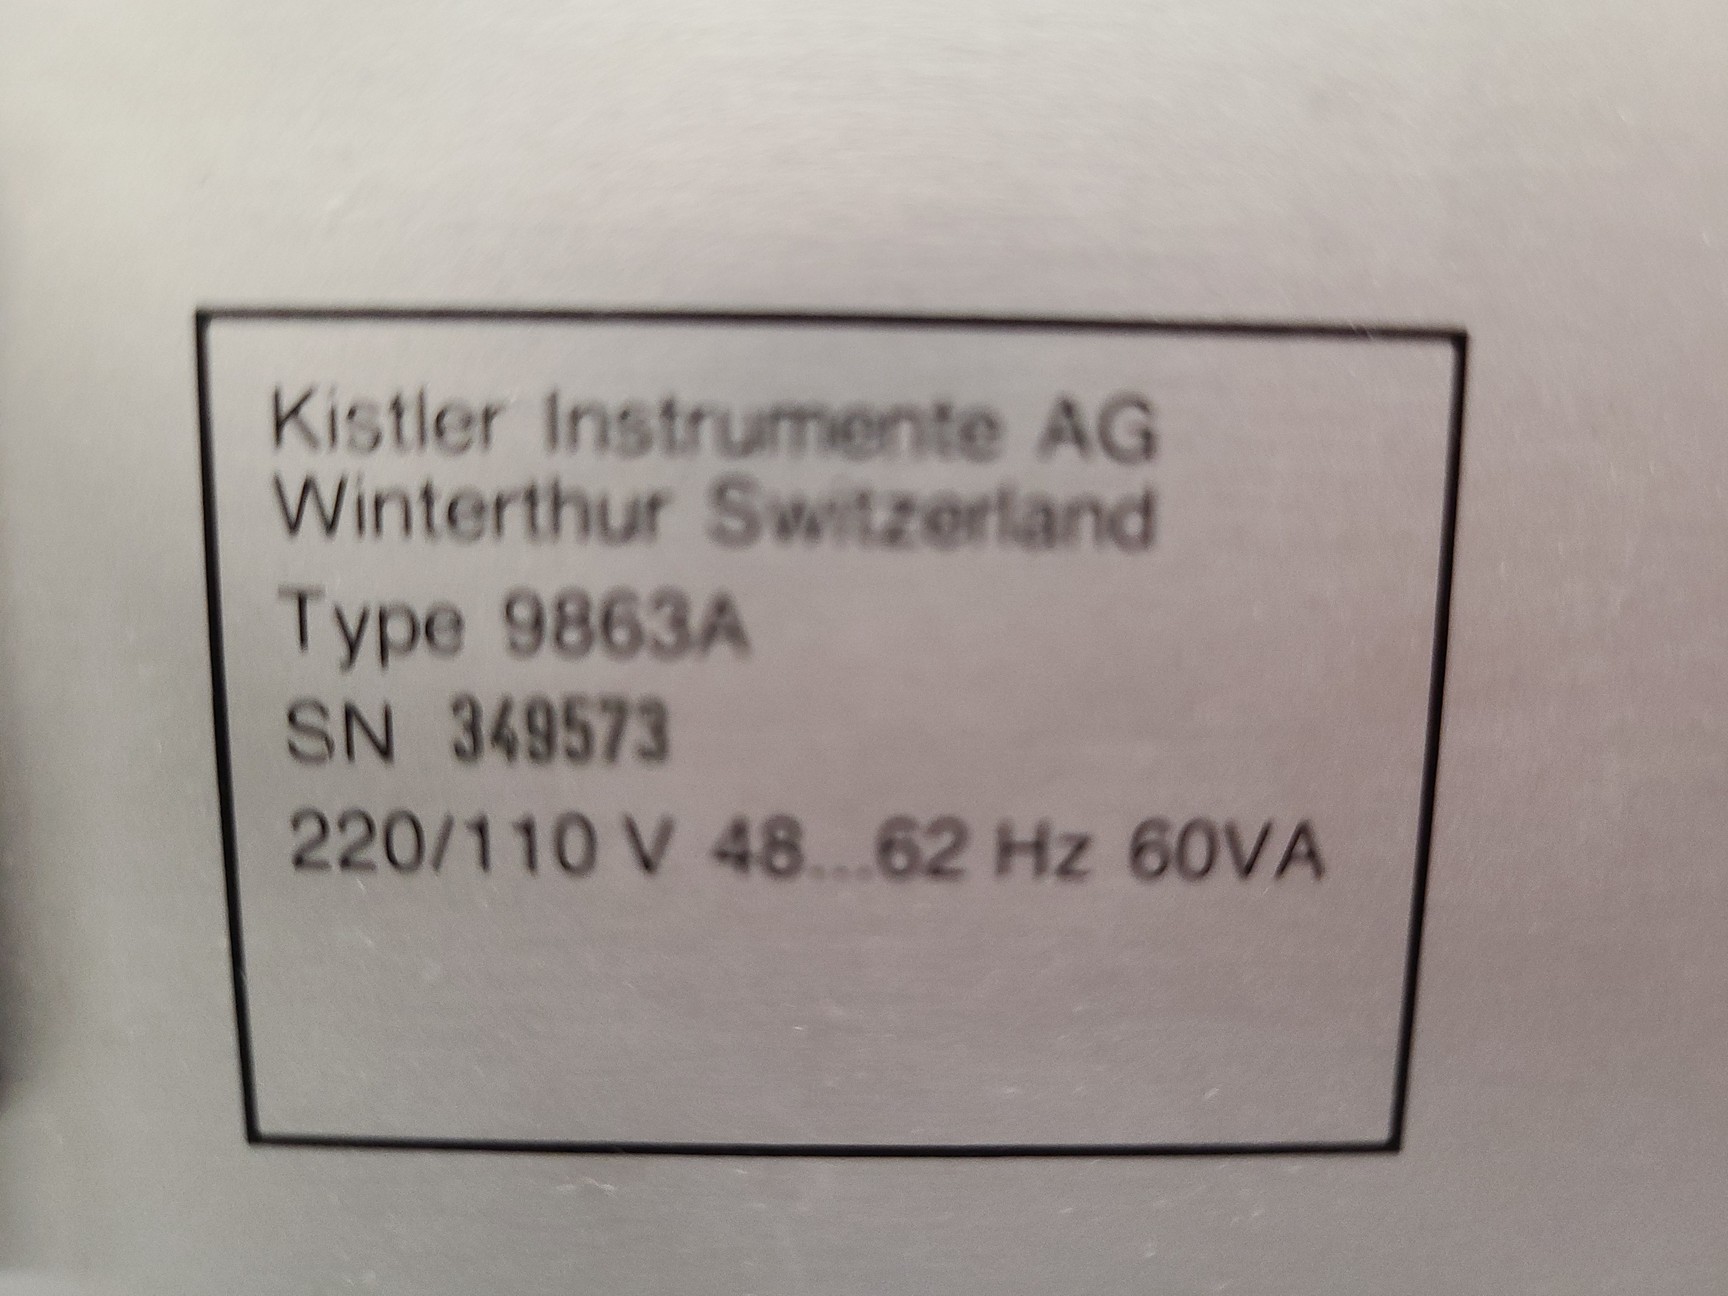 Kistler Instrumente AG
Winterthur Switzerland
Type 9863A
SN 349573
220/110 V 48...62 Hz 60VA